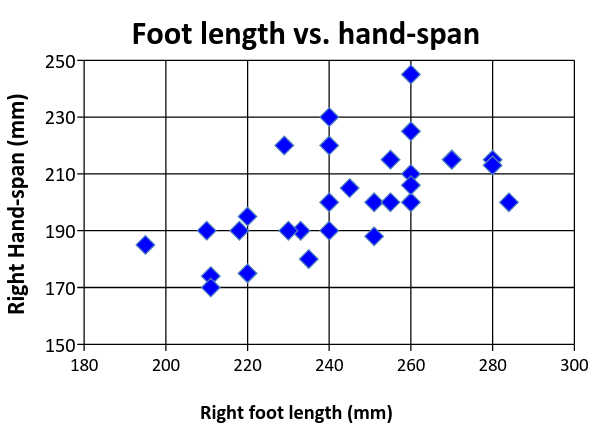 Foot length vs. hand-span
Right Hand-span (mm)
250
230
210
190
170
150
180 200 220 240 260 280 300
Right foot length (mm)